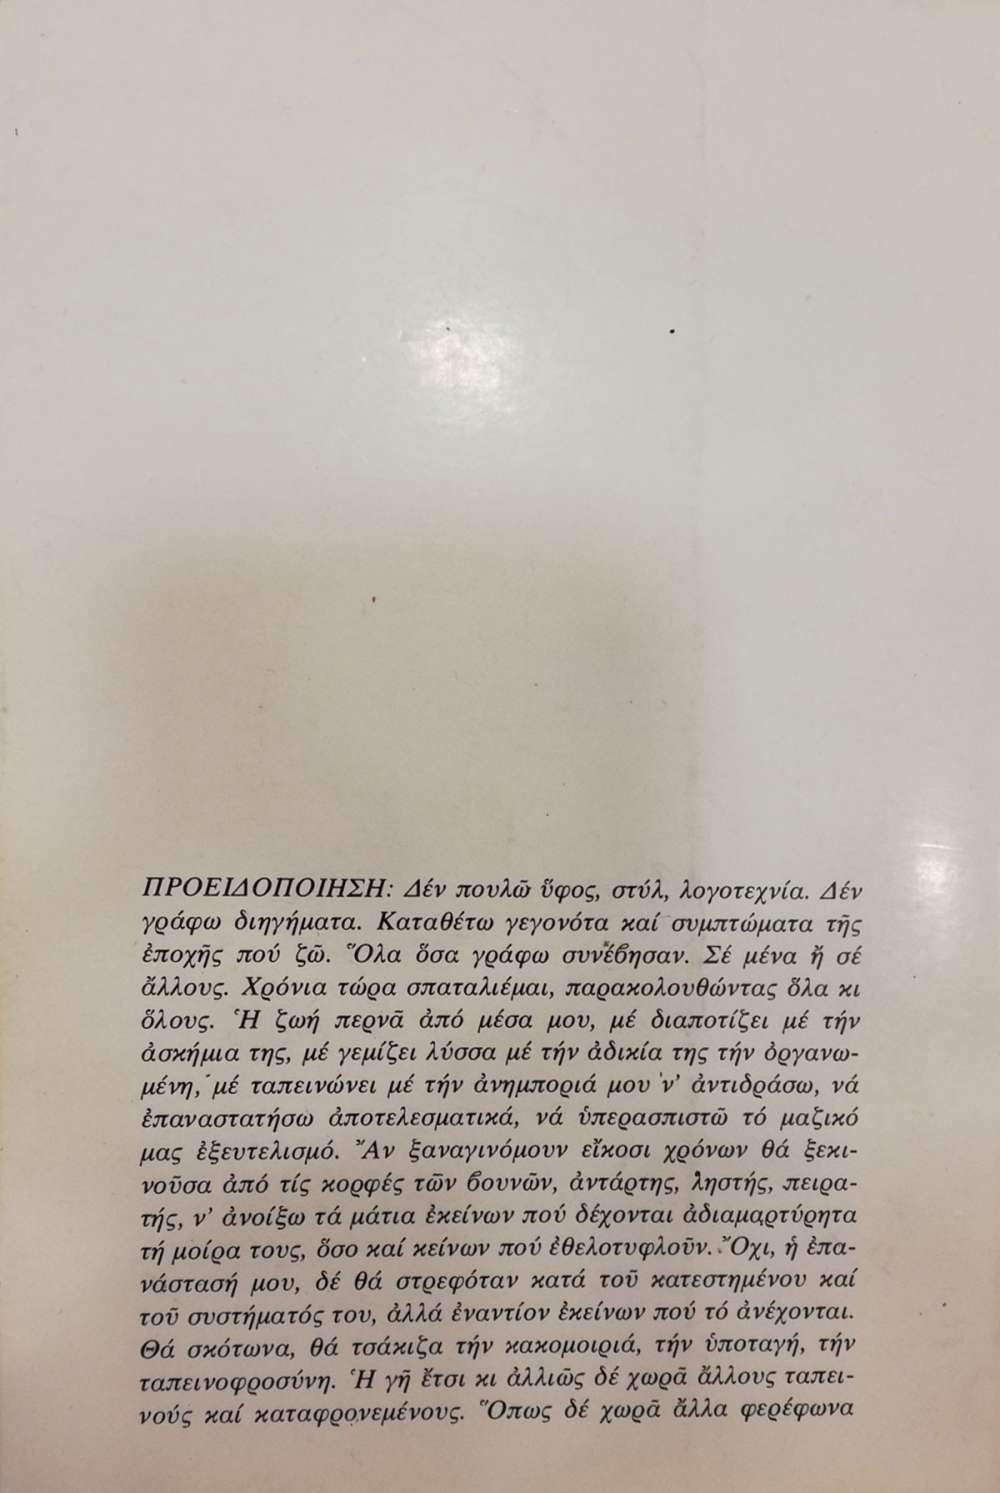 ΠΡΟΕΙΔΟΠΟΙΗΣΗ: Δέν πουλῶ ὕφος, στύλ, λογοτεχνία. Δέν
γράφω διηγήματα. Καταθέτω γεγονότα καί συμπτώματα τῆς
ἐποχῆς πού ζῶ. Ὅλα ὅσα γράφω συνέβησαν. Σέ μένα ἤ σέ
ἄλλους. Χρόνια τώρα σπαταλιέμαι, παρακολουθώντας ὅλα κι
ὅλους. Ἡ ζωή περνᾶ ἀπό μέσα μου, μέ διαποτίζει μέ τήν
ἀσκήμια της, μέ γεμίζει λύσσα μέ τήν ἀδικία της τήν ὀργανω-
μένη, μέ ταπεινώνει μέ τήν ἀνημποριά μου ν' ἀντιδράσω, νά
ἐπαναστατήσω ἀποτελεσματικά, νά ὑπερασπιστῶ τό μαζικό
μας ἐξευτελισμό. Ἄν ξαναγινόμουν εἴκοσι χρόνων θά ξεκι-
νοῦσα ἀπό τίς κορφές τῶν βουνῶν, ἀντάρτης, ληστής, πειρα-
τής, ν' ἀνοίξω τά μάτια ἐκείνων πού δέχονται ἀδιαμαρτύρητα
τή μοίρα τους, ὅσο καί κείνων πού ἐθελοτυφλοῦν. Ὄχι, ἡ ἐπα-
νάστασή μου, δέ θά στρεφόταν κατά τοῦ κατεστημένου καί
τοῦ συστήματός του, ἀλλά ἐναντίον ἐκείνων πού τό ἀνέχονται.
Θά σκότωνα, θά τσάκιζα τήν κακομοιριά, τήν ὑποταγή, τήν
ταπεινοφροσύνη. Ἡ γῆ ἔτσι κι ἀλλιῶς δέ χωρᾶ ἄλλους ταπει-
νούς καί καταφρονεμένους. Ὅπως δέ χωρᾶ ἄλλα φερέφωνα